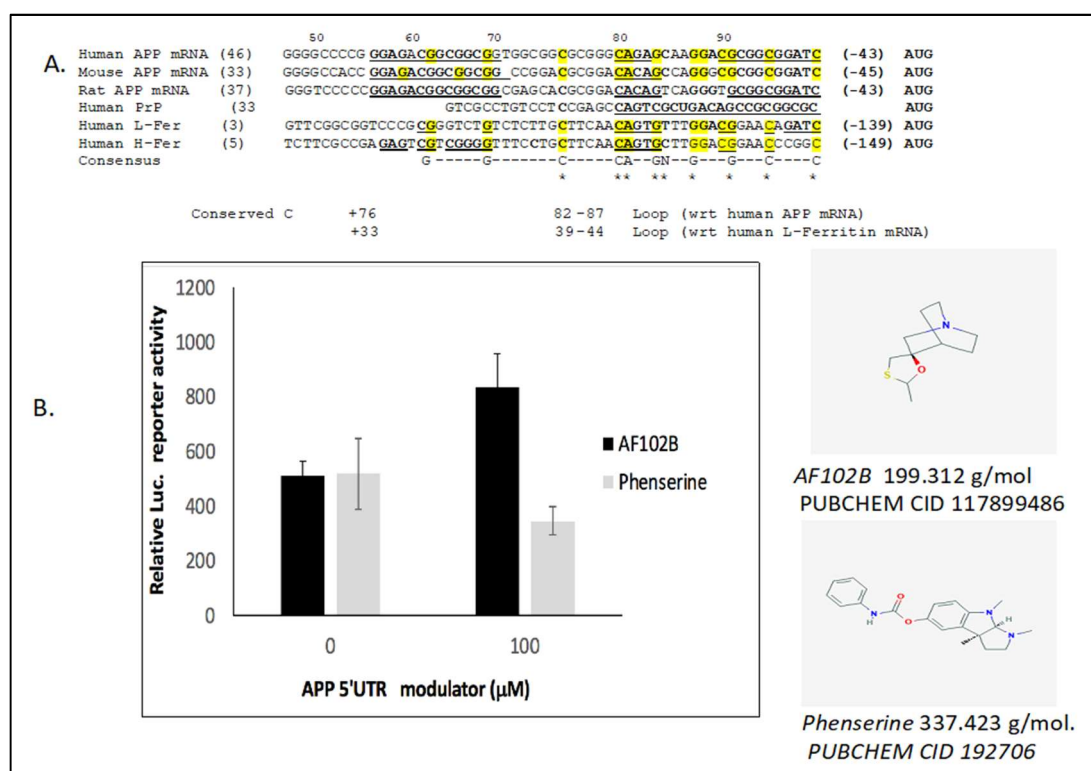 50 60 70 80 90
A.
Human APP mRNA (46) GGGGCCCCG GGAGACGGCGGCGGTGGCGGCGCGGGCAGAGCAAGGACGCGGCGGATC (-43) AUG
Mouse APP mRNA (33) GGGGCCACC GGAGACGGCGGCGG CCGGACGCGGACACAGCCAGGGCGCGGCGGATC (-45) AUG
Rat APP mRNA (37) GGGTCCCCCGGAGACGGCGGCGGCGAGCACGCGGACACAGTCAGGGTGCGGCGGATC (-43) AUG
Human PrP (33 GTCGCCTGTCCTCCGAGCCAGTCGCUGACAGCCGCGGCGC AUG
Human L-Fer (3) GTTCGGCGGTCCCGCGGGTCTGTCTCTTGCTTCAACAGTGTTTGGACGGAACAGATC (-139) AUG
Human H-Fer (5) TCTTCGCCGAGAGTCGTCGGGGTTTCCTGCTTCAACAGTGCTTGGACGGAACCCGGC (-149) AUG
Consensus G-----G-------C-----CA--GN--G---G---C----C
* ** ** * * * *
Conserved C +76 82-87 Loop (wrt human APP mRNA)
+33 39-44 Loop (wrt human L-Ferritin mRNA)
B.
Relative Luc. reporter activity
1200
1000
800
600
400
200
0
0 100
APP 5'UTR modulator (µM)
AF102B
Phenserine
N
S O
AF102B 199.312 g/mol
PUBCHEM CID 117899486
O
N
H
O
N
H
N
Phenserine 337.423 g/mol.
PUBCHEM CID 192706